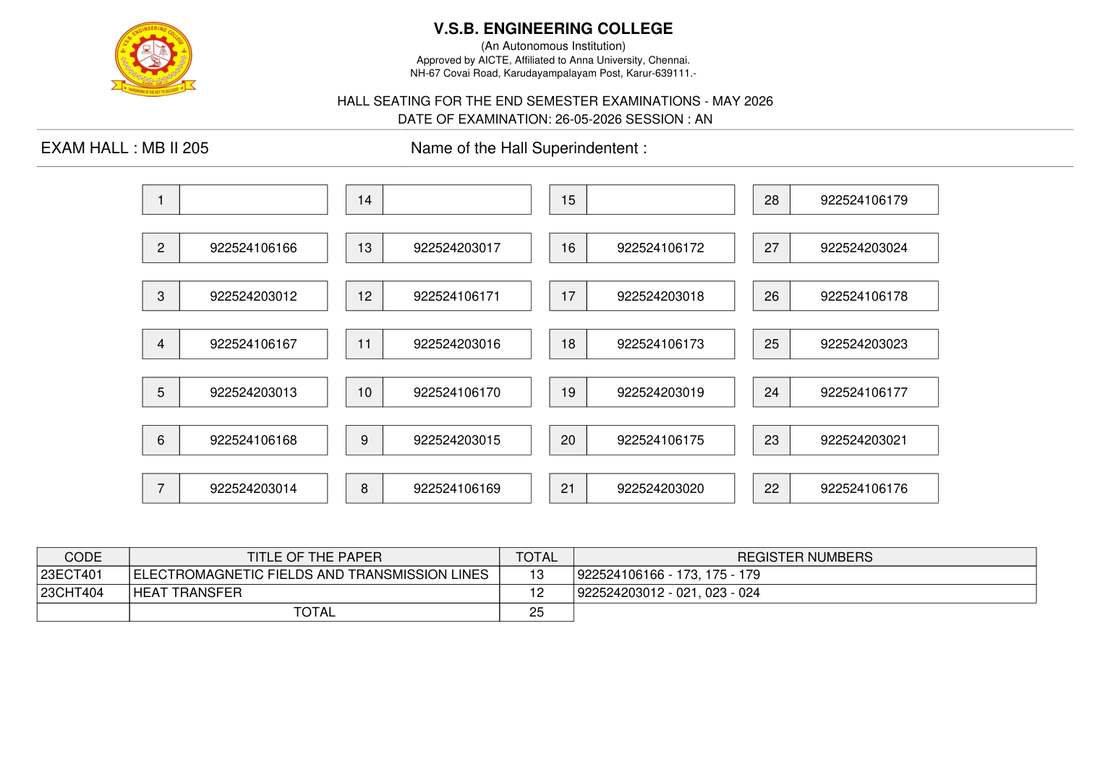 V.S.B. ENGINEERING COLLEGE
(An Autonomous Institution)
Approved by AICTE, Affiliated to Anna University, Chennai.
NH-67 Covai Road, Karudayampalayam Post, Karur-639111.-
HALL SEATING FOR THE END SEMESTER EXAMINATIONS - MAY 2026
DATE OF EXAMINATION: 26-05-2026 SESSION : AN
EXAM HALL : MB II 205 Name of the Hall Superindentent :
1 14 15 28 922524106179
2 922524106166 13 922524203017 16 922524106172 27 922524203024
3 922524203012 12 922524106171 17 922524203018 26 922524106178
4 922524106167 11 922524203016 18 922524106173 25 922524203023
5 922524203013 10 922524106170 19 922524203019 24 922524106177
6 922524106168 9 922524203015 20 922524106175 23 922524203021
7 922524203014 8 922524106169 21 922524203020 22 922524106176
CODE TITLE OF THE PAPER TOTAL REGISTER NUMBERS
23ECT401 ELECTROMAGNETIC FIELDS AND TRANSMISSION LINES 13 922524106166 - 173, 175 - 179
23CHT404 HEAT TRANSFER 12 922524203012 - 021, 023 - 024
TOTAL 25